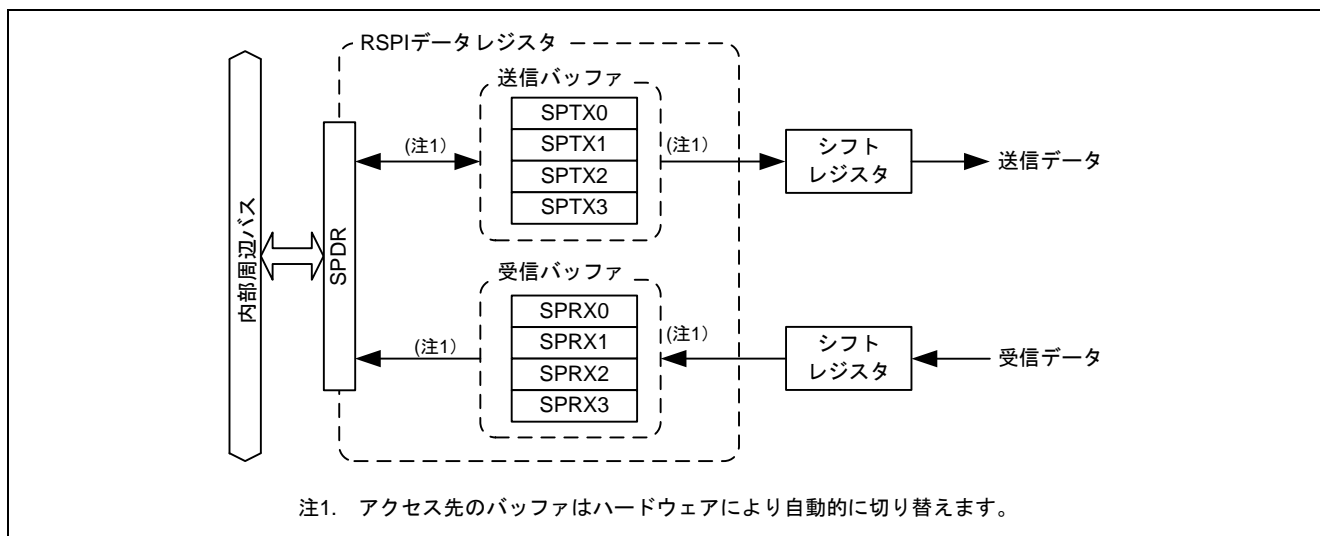 RSPIデータレジスタ
送信バッファ
SPTX0
SPTX1
SPTX2
SPTX3
(注1)
(注1)
シフト
レジスタ
送信データ
内部周辺バス
SPDR
受信バッファ
SPRX0
SPRX1
SPRX2
SPRX3
(注1)
(注1)
シフト
レジスタ
受信データ
注1. アクセス先のバッファはハードウェアにより自動的に切り替えます。